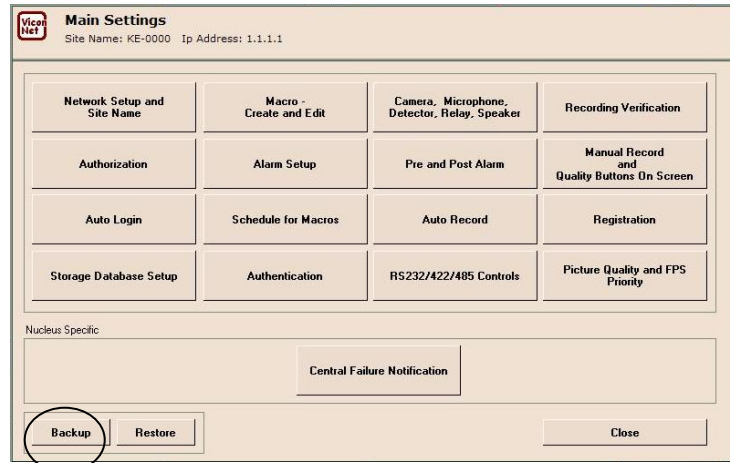 Vicon
Net
Main Settings
Site Name: KE-0000 Ip Address: 1.1.1.1
Network Setup and
Site Name
Macro -
Create and Edit
Camera, Microphone,
Detector, Relay, Speaker
Recording Verification
Authorization
Alarm Setup
Pre and Post Alarm
Manual Record
and
Quality Buttons On Screen
Auto Login
Schedule for Macros
Auto Record
Registration
Storage Database Setup
Authentication
RS232/422/485 Controls
Picture Quality and FPS
Priority
Nucleus Specific
Central Failure Notification
Backup
Restore
Close